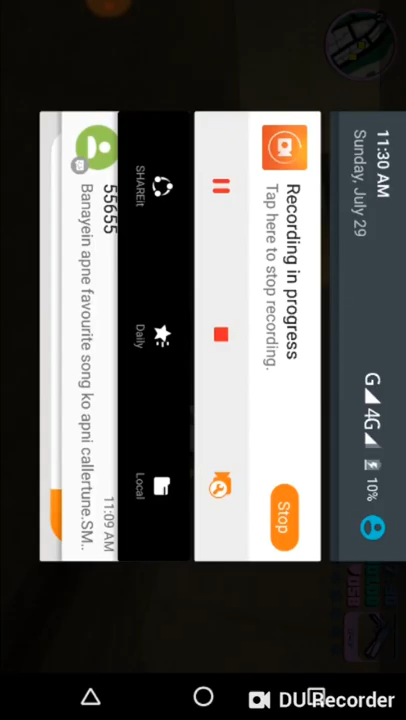 11:30 AM
Sunday, July 29
G 4G 10%
Recording in progress
Tap here to stop recording.
Stop
SHAREit
Daily
Local
55655
11:09 AM
Banayein apne favourite song ko apni callertune.SM..
DU Recorder